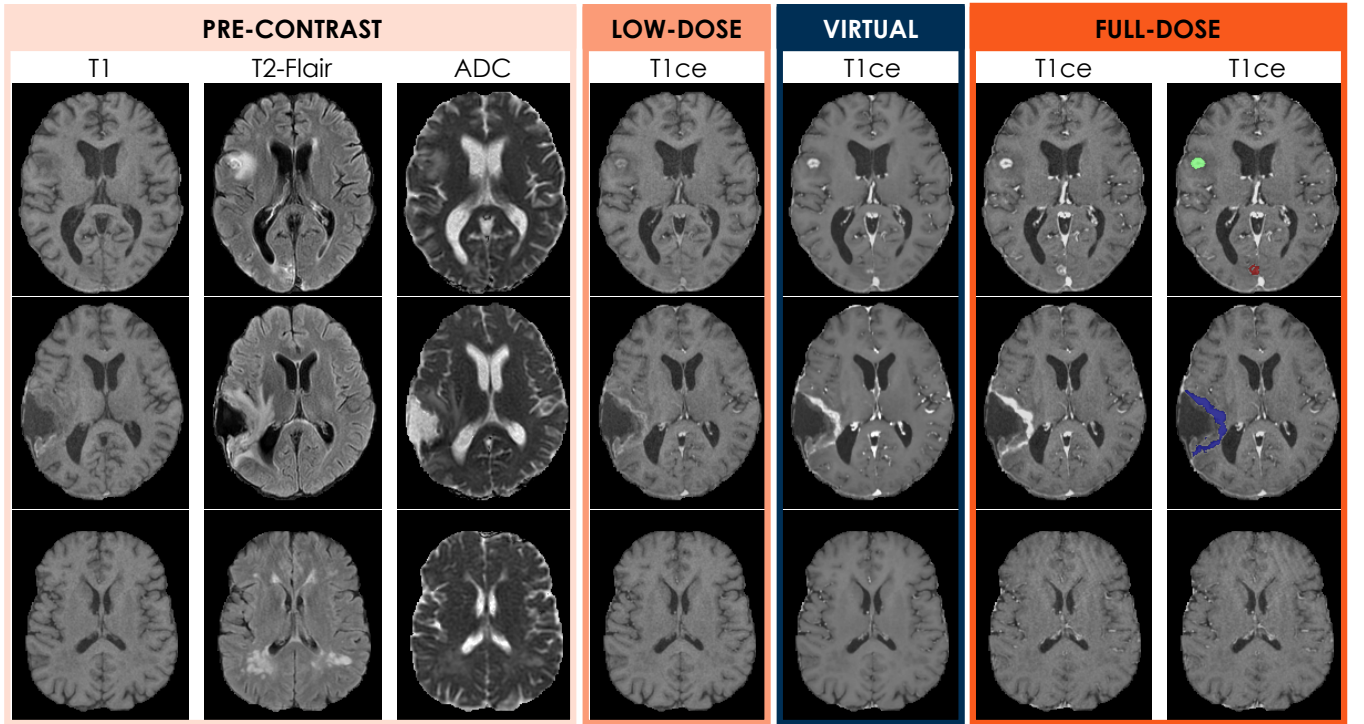 PRE-CONTRAST LOW-DOSE VIRTUAL FULL-DOSE
T1 T2-Flair ADC T1ce T1ce T1ce T1ce